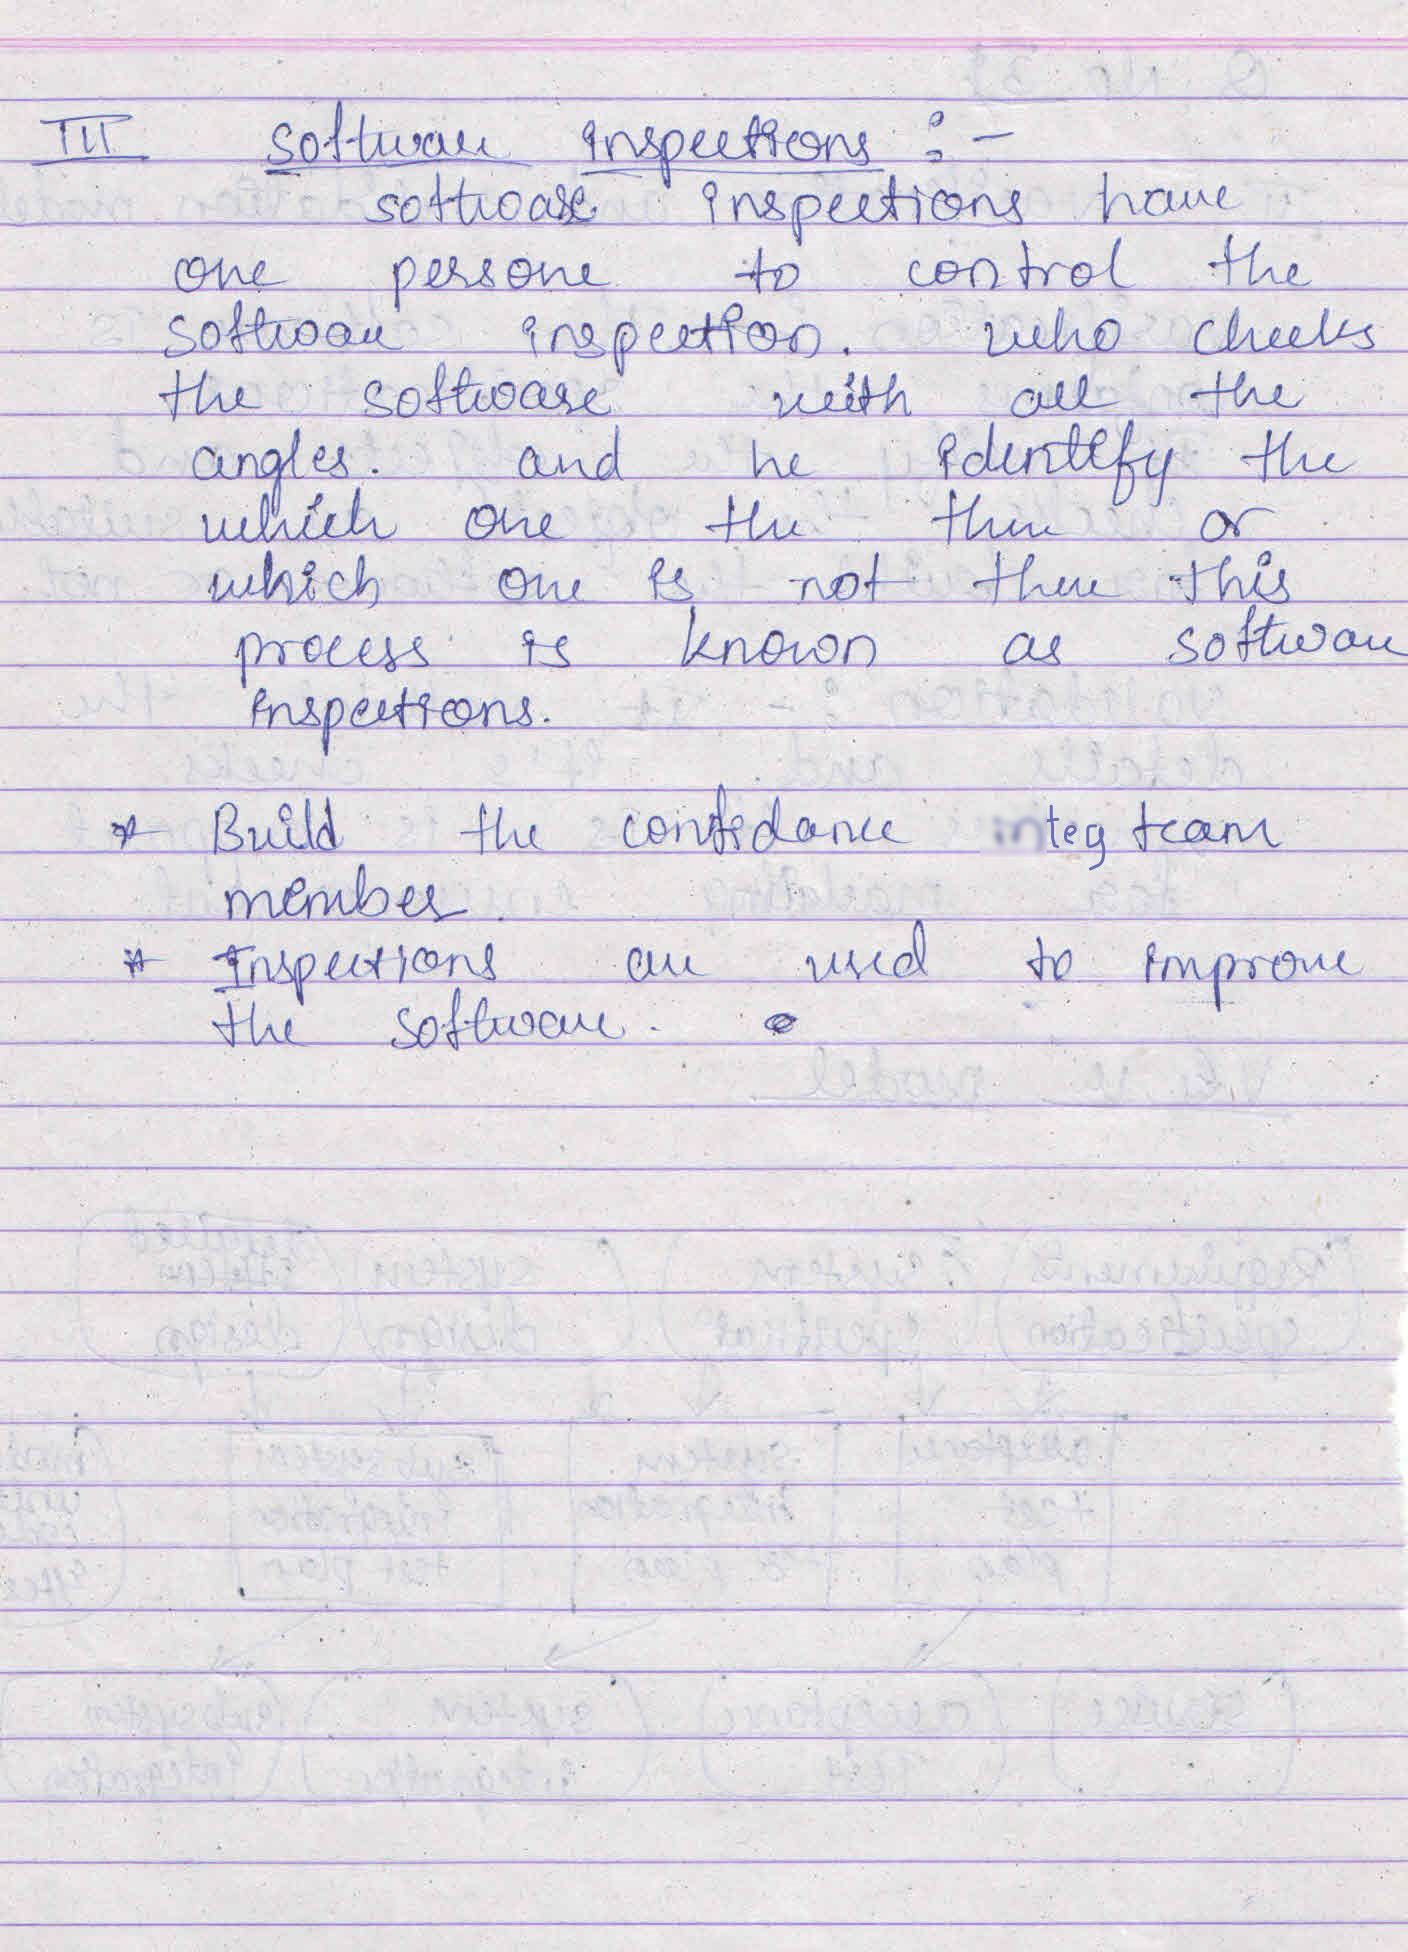 III Software inspections :-
software inspections have
one persone to control the
software inspection. who checks
the software with all the
angles. and he identify the
which one the there or
which one is not there this
process is known as software
inspections.
* Build the confidance integ team
member.
* Inspections are used to improve
the software.